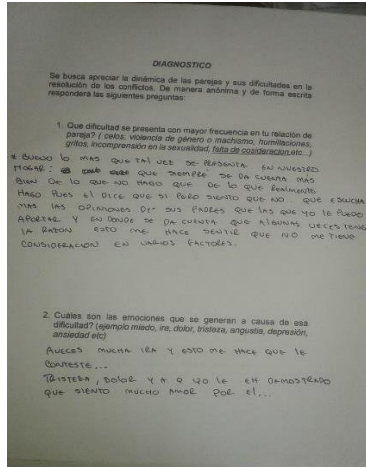 DIAGNOSTICO
Se busca apreciar la dinámica de las parejas y sus dificultades en la
resolución de los conflictos. De manera anónima y de forma escrita
responderá las siguientes preguntas:
1. Que dificultad se presenta con mayor frecuencia en tu relación de
pareja? ( celos, violencia de género o machismo, humillaciones,
gritos, incomprensión en la sexualidad, falta de consideración,etc...)
* BUENO lo MAS QUE TAL VEZ SE PRESENTA EN NUESTRO
HOGAR: QUE SIEMPRE SE DA CUENTA MAS
BIEN DE lo QUE NO HAGO QUE DE lo QUE REALMENTE
HAGO PUES El DICE QUE SI PERO SIENTO QUE NO. QUE ESCUCHA
MAS lAS OPINIONES DE SUS PADRES QUE lAS QUE YO lE PUEDO
APORTAR Y EN DONDE SE DA CUENTA QUE AlGUNAS VECES TENGO
lA RAZON ESTO ME HACE SENTIR QUE NO ME TIENE
CONSIDERACION EN VARIOS FACTORES.
2. Cuáles son las emociones que se generan a causa de esa
dificultad? (ejemplo miedo, ira, dolor, tristeza, angustia, depresión,
ansiedad etc)
AVECES MUCHA IRA Y ESTO ME HACE QUE lE
CONTESTE...
TRISTEZA, DOlOR YA Q YO lE EH DAMOSTRADO
QUE SIENTO MUCHO AMOR POR El...